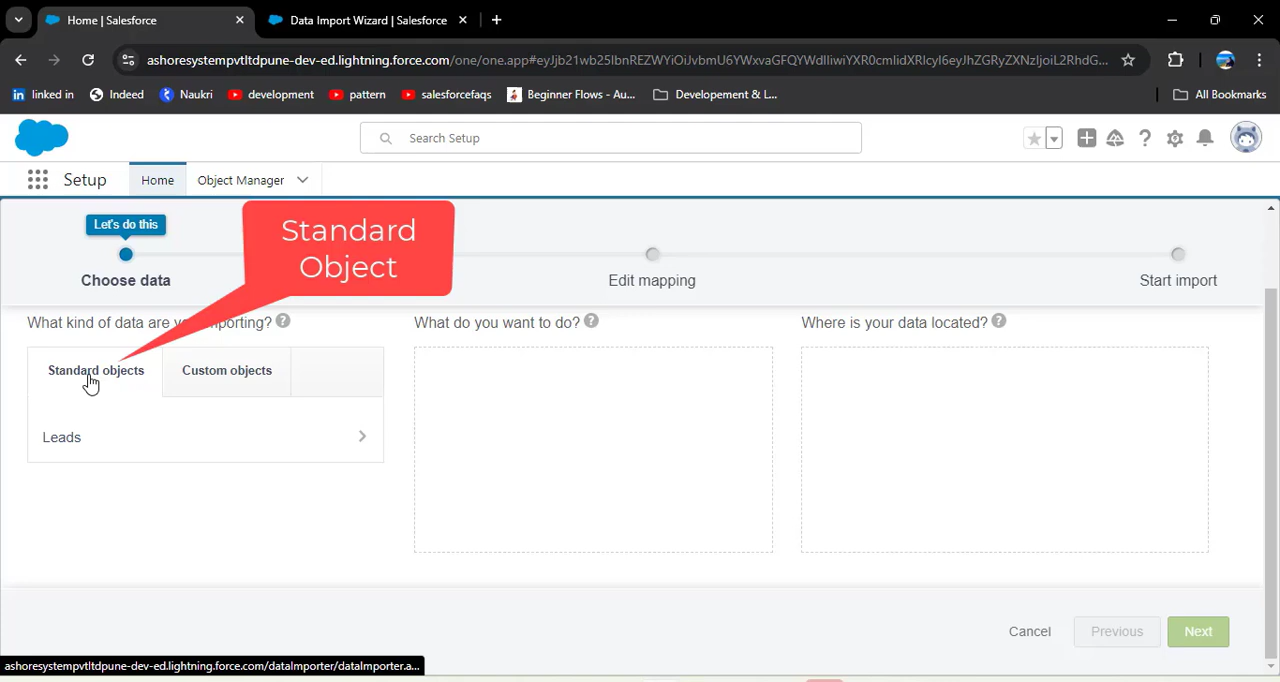 Home | Salesforce
Data Import Wizard | Salesforce
ashoresystempvtltdpune-dev-ed.lightning.force.com
linked in
Indeed
Naukri
development
pattern
salesforcefaqs
Beginner Flows - Au...
Developement & L...
All Bookmarks
Search Setup
Setup
Home
Object Manager
Let's do this
Standard
Object
Choose data
Edit mapping
Start import
What kind of data are you importing?
What do you want to do?
Where is your data located?
Standard objects
Custom objects
Leads
Cancel
Previous
Next
ashoresystempvtltdpune-dev-ed.lightning.force.com/dataImporter/dataImporter.a...